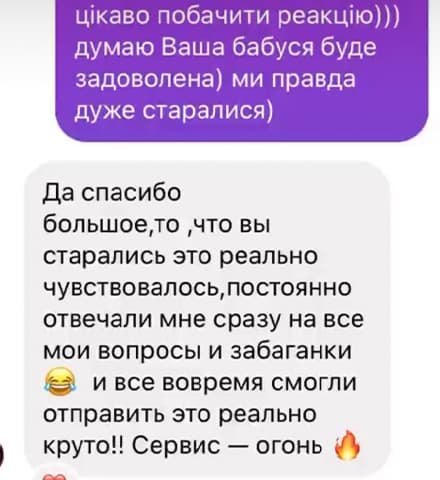 цікаво побачити реакцію)))
думаю Ваша бабуся буде
задоволена) ми правда
дуже старалися)
Да спасибо
большое,то ,что вы
старались это реально
чувствовалось,постоянно
отвечали мне сразу на все
мои вопросы и забаганки
😂 и все вовремя смогли
отправить это реально
круто!! Сервис — огонь 🔥